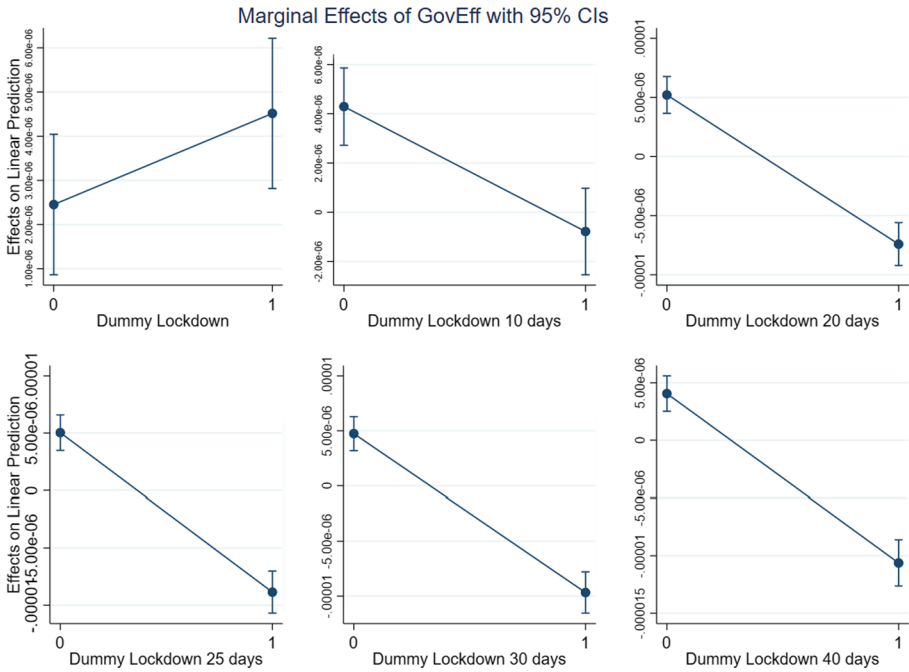 Marginal Effects of GovEff with 95% CIs
Effects on Linear Prediction
6.00e-06
5.00e-06
4.00e-06
3.00e-06
2.00e-06
1.00e-06
0 1
Dummy Lockdown
6.00e-06
4.00e-06
2.00e-06
0
-2.00e-06
0 1
Dummy Lockdown 10 days
.00001
5.00e-06
0
-5.00e-06
-.00001
0 1
Dummy Lockdown 20 days
Effects on Linear Prediction
.00001
5.00e-06
0
-5.00e-06
-.00001
0 1
Dummy Lockdown 25 days
.00001
5.00e-06
0
-5.00e-06
-.00001
0 1
Dummy Lockdown 30 days
5.00e-06
0
-5.00e-06
-.00001
-.000015
0 1
Dummy Lockdown 40 days